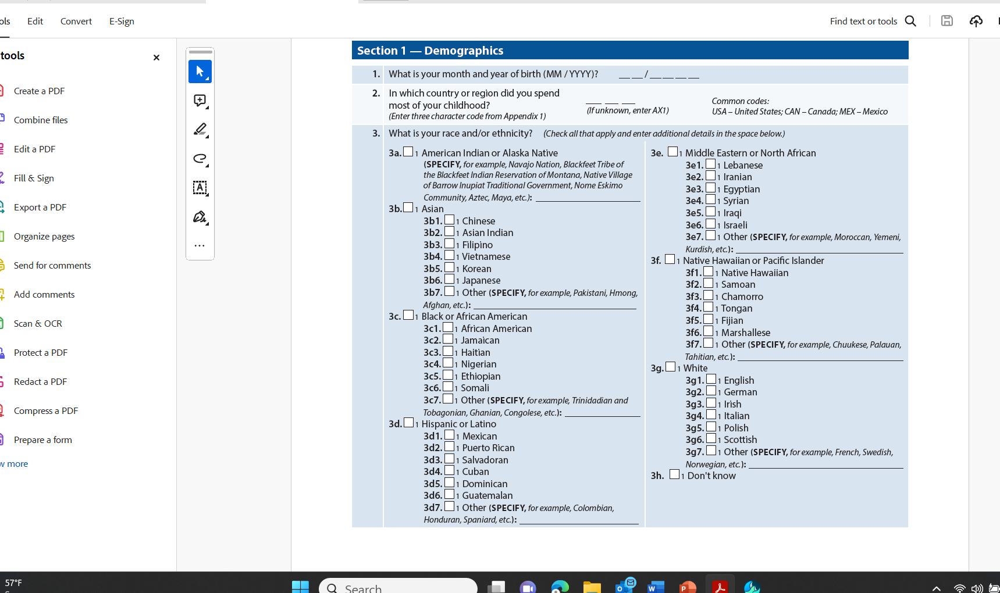 ols Edit Convert E-Sign
Find text or tools
tools
Create a PDF
Combine files
Edit a PDF
Fill & Sign
Export a PDF
Organize pages
Send for comments
Add comments
Scan & OCR
Protect a PDF
Redact a PDF
Compress a PDF
Prepare a form
w more
Section 1 — Demographics
1. What is your month and year of birth (MM / YYYY)? __ __ / __ __ __ __
2. In which country or region did you spend
most of your childhood?
(Enter three character code from Appendix 1)
___ ___ ___
(If unknown, enter AX1)
Common codes:
USA – United States; CAN – Canada; MEX – Mexico
3. What is your race and/or ethnicity? (Check all that apply and enter additional details in the space below.)
3a. 1 American Indian or Alaska Native
(SPECIFY, for example, Navajo Nation, Blackfeet Tribe of
the Blackfeet Indian Reservation of Montana, Native Village
of Barrow Inupiat Traditional Government, Nome Eskimo
Community, Aztec, Maya, etc.):
3b. 1 Asian
3b1. 1 Chinese
3b2. 1 Asian Indian
3b3. 1 Filipino
3b4. 1 Vietnamese
3b5. 1 Korean
3b6. 1 Japanese
3b7. 1 Other (SPECIFY, for example, Pakistani, Hmong,
Afghan, etc.):
3c. 1 Black or African American
3c1. 1 African American
3c2. 1 Jamaican
3c3. 1 Haitian
3c4. 1 Nigerian
3c5. 1 Ethiopian
3c6. 1 Somali
3c7. 1 Other (SPECIFY, for example, Trinidadian and
Tobagonian, Ghanian, Congolese, etc.):
3d. 1 Hispanic or Latino
3d1. 1 Mexican
3d2. 1 Puerto Rican
3d3. 1 Salvadoran
3d4. 1 Cuban
3d5. 1 Dominican
3d6. 1 Guatemalan
3d7. 1 Other (SPECIFY, for example, Colombian,
Honduran, Spaniard, etc.):
3e. 1 Middle Eastern or North African
3e1. 1 Lebanese
3e2. 1 Iranian
3e3. 1 Egyptian
3e4. 1 Syrian
3e5. 1 Iraqi
3e6. 1 Israeli
3e7. 1 Other (SPECIFY, for example, Moroccan, Yemeni,
Kurdish, etc.):
3f. 1 Native Hawaiian or Pacific Islander
3f1. 1 Native Hawaiian
3f2. 1 Samoan
3f3. 1 Chamorro
3f4. 1 Tongan
3f5. 1 Fijian
3f6. 1 Marshallese
3f7. 1 Other (SPECIFY, for example, Chuukese, Palauan,
Tahitian, etc.):
3g. 1 White
3g1. 1 English
3g2. 1 German
3g3. 1 Irish
3g4. 1 Italian
3g5. 1 Polish
3g6. 1 Scottish
3g7. 1 Other (SPECIFY, for example, French, Swedish,
Norwegian, etc.):
3h. 1 Don't know
57°F
Search